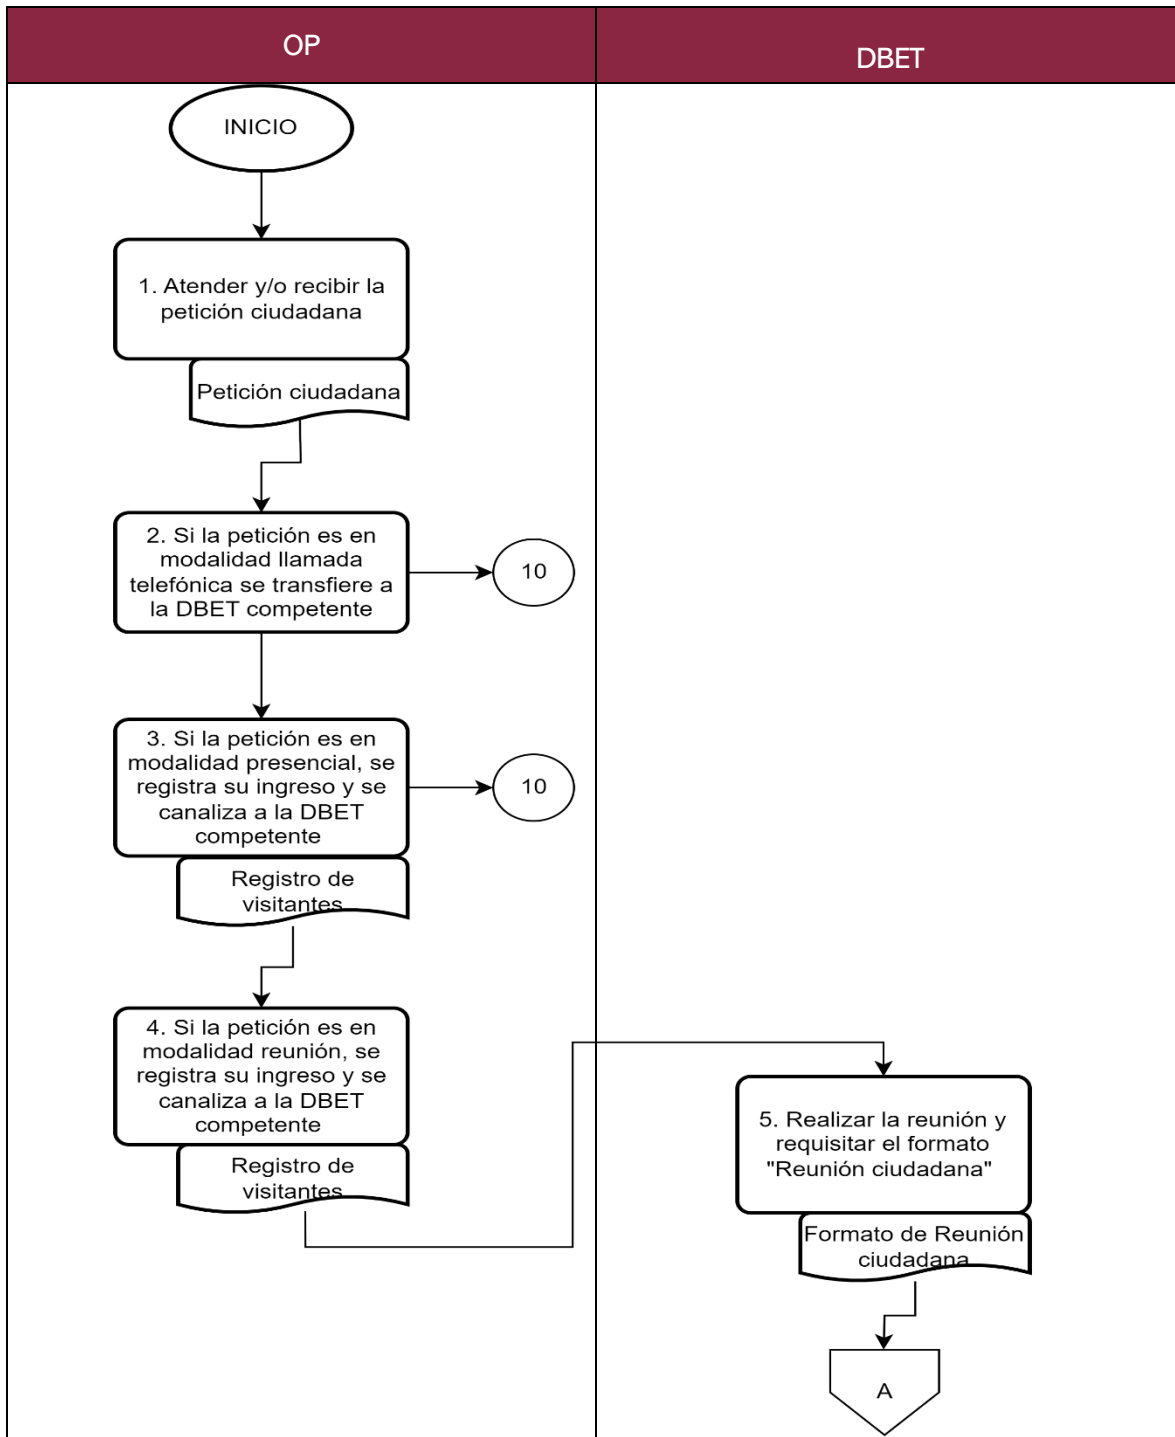 OP
DBET
INICIO
1. Atender y/o recibir la
petición ciudadana
Petición ciudadana
2. Si la petición es en
modalidad llamada
telefónica se transfiere a
la DBET competente
10
3. Si la petición es en
modalidad presencial, se
registra su ingreso y se
canaliza a la DBET
competente
10
Registro de
visitantes
4. Si la petición es en
modalidad reunión, se
registra su ingreso y se
canaliza a la DBET
competente
Registro de
visitantes
5. Realizar la reunión y
requisitar el formato
"Reunión ciudadana"
Formato de Reunión
ciudadana
A